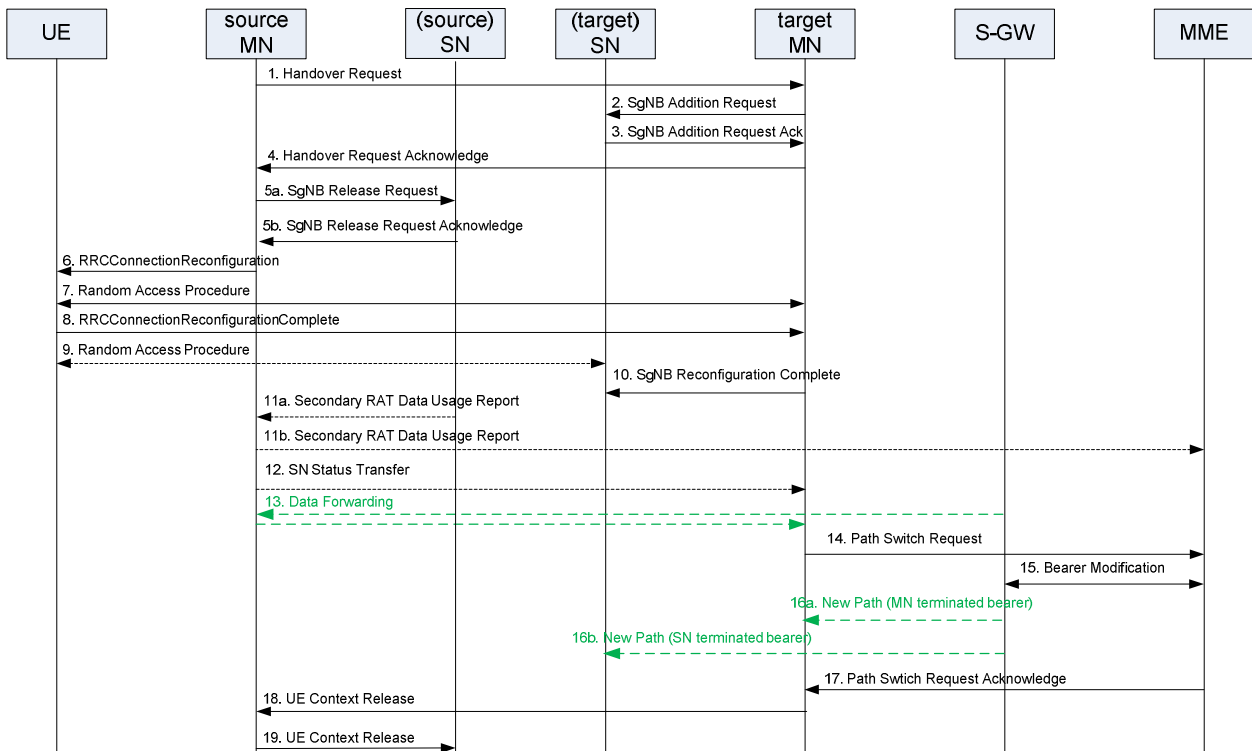 UE
source
MN
(source)
SN
(target)
SN
target
MN
S-GW
MME
1. Handover Request
2. SgNB Addition Request
3. SgNB Addition Request Ack
4. Handover Request Acknowledge
5a. SgNB Release Request
5b. SgNB Release Request Acknowledge
6. RRCConnectionReconfiguration
7. Random Access Procedure
8. RRCConnectionReconfigurationComplete
9. Random Access Procedure
10. SgNB Reconfiguration Complete
11a. Secondary RAT Data Usage Report
11b. Secondary RAT Data Usage Report
12. SN Status Transfer
13. Data Forwarding
14. Path Switch Request
15. Bearer Modification
16a. New Path (MN terminated bearer)
16b. New Path (SN terminated bearer)
17. Path Swtich Request Acknowledge
18. UE Context Release
19. UE Context Release